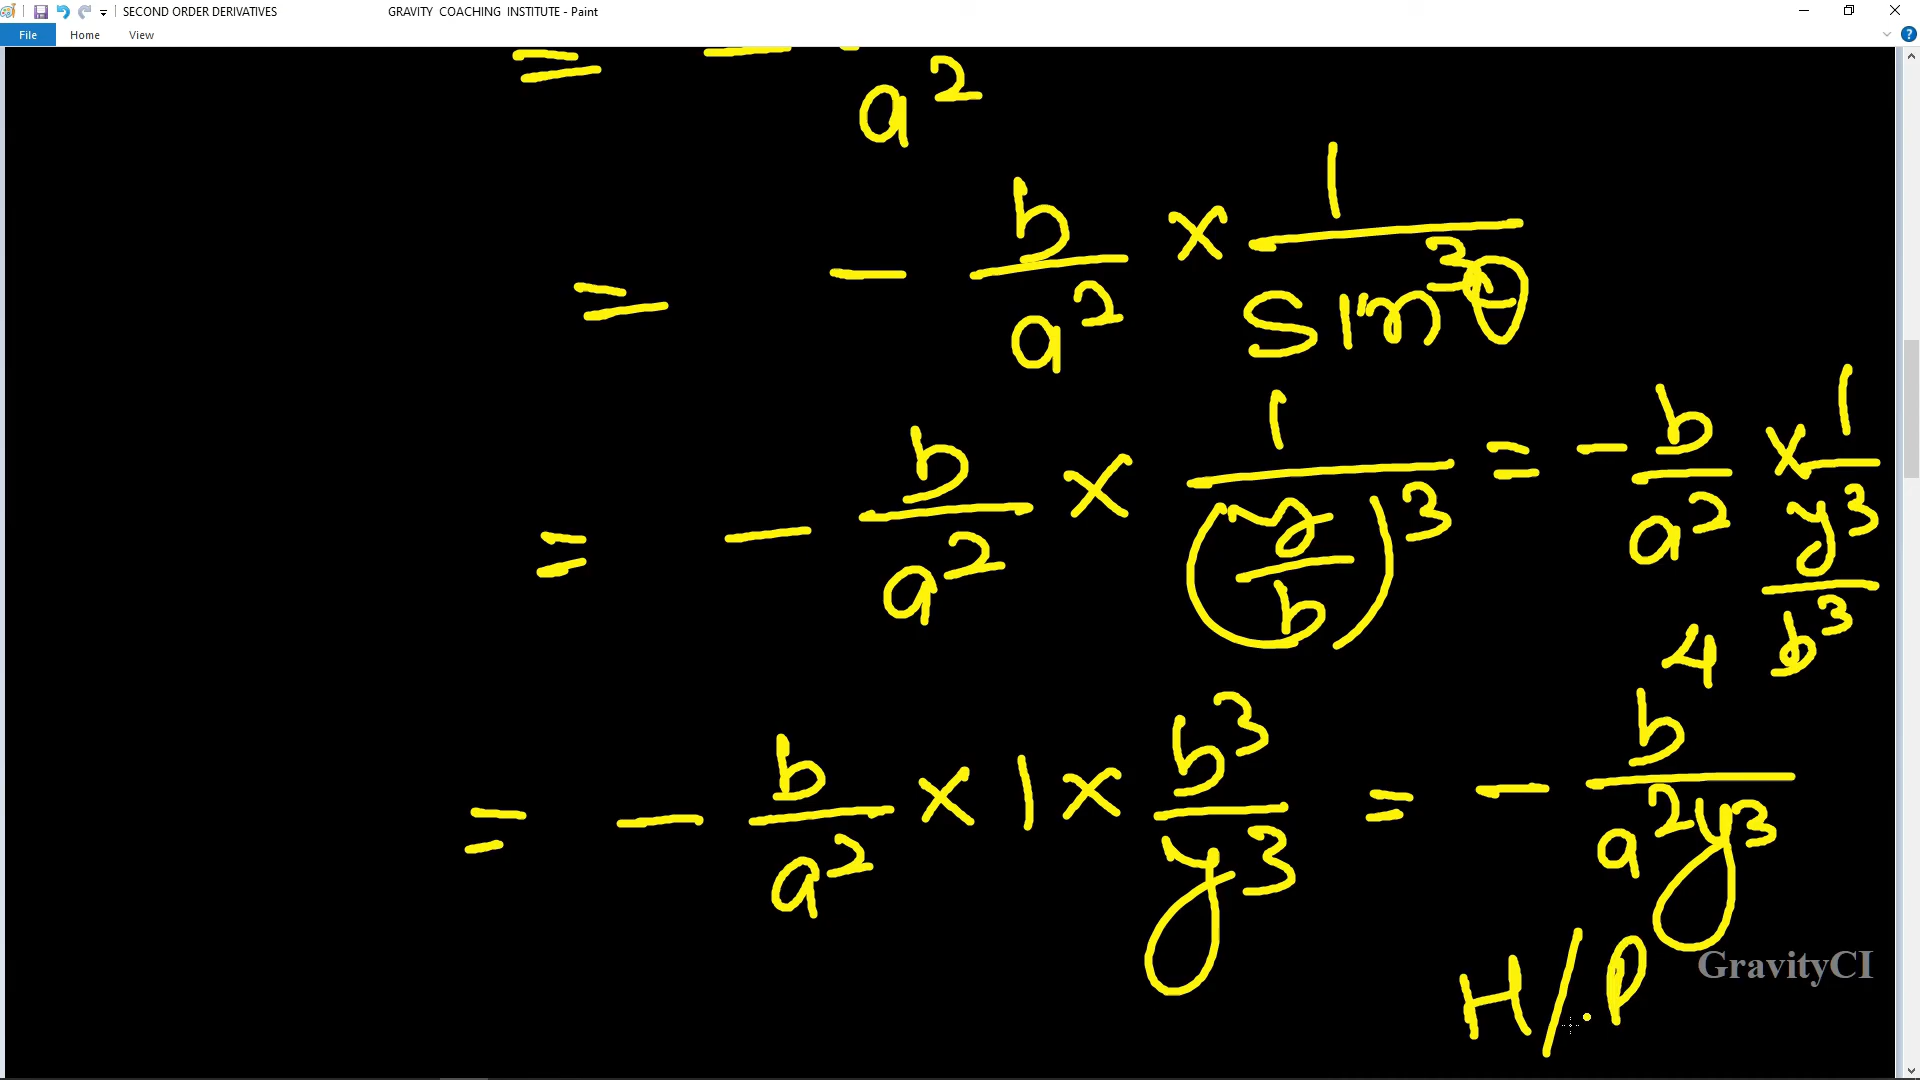 SECOND ORDER DERIVATIVES GRAVITY COACHING INSTITUTE - Paint
File Home View
= - / a²
= - b/a² × 1/sin³θ
= - b/a² × 1/(y/b)³ = - b/a² × 1/(y³/b³)
= - b/a² × 1 × b³/y³ = - b⁴/a²y³
H/P
GravityCI